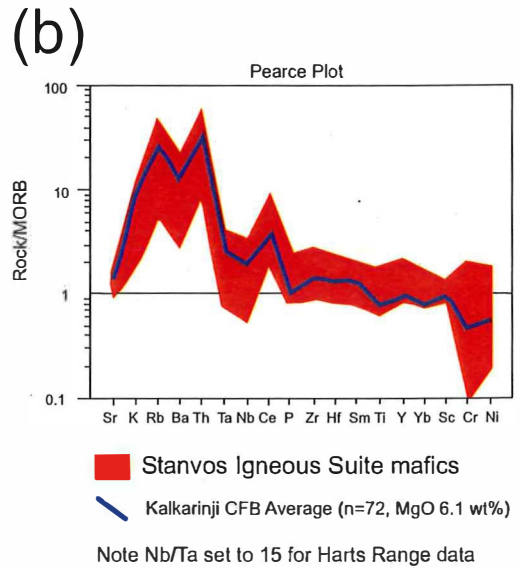 (b)
Pearce Plot
100
10
1
0.1
Rock/MORB
Sr K Rb Ba Th Ta Nb Ce P Zr Hf Sm Ti Y Yb Sc Cr Ni
Stanvos Igneous Suite mafics
Kalkarinji CFB Average (n=72, MgO 6.1 wt%)
Note Nb/Ta set to 15 for Harts Range data